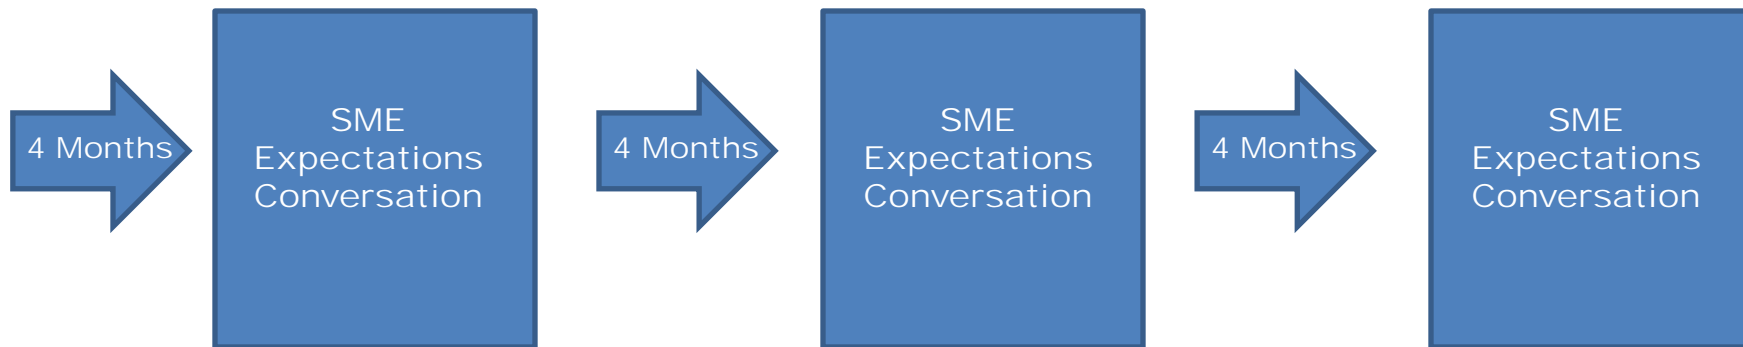 4 Months
SME
Expectations
Conversation
4 Months
SME
Expectations
Conversation
4 Months
SME
Expectations
Conversation